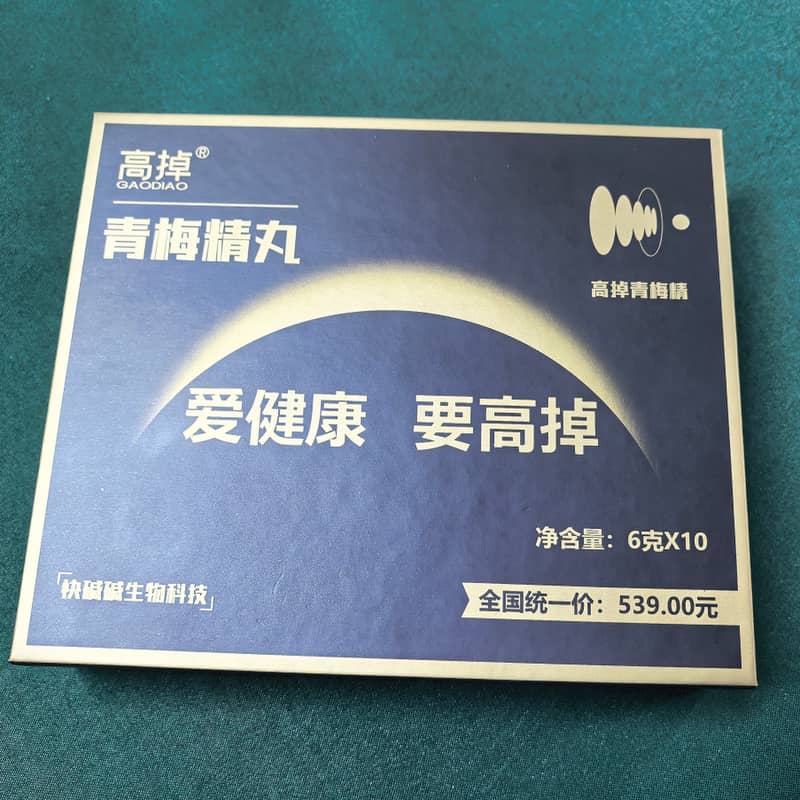 高掉®
GAODIAO
青梅精丸
高掉青梅精
爱健康 要高掉
净含量：6克X10
「快碱碱生物科技」
全国统一价：539.00元